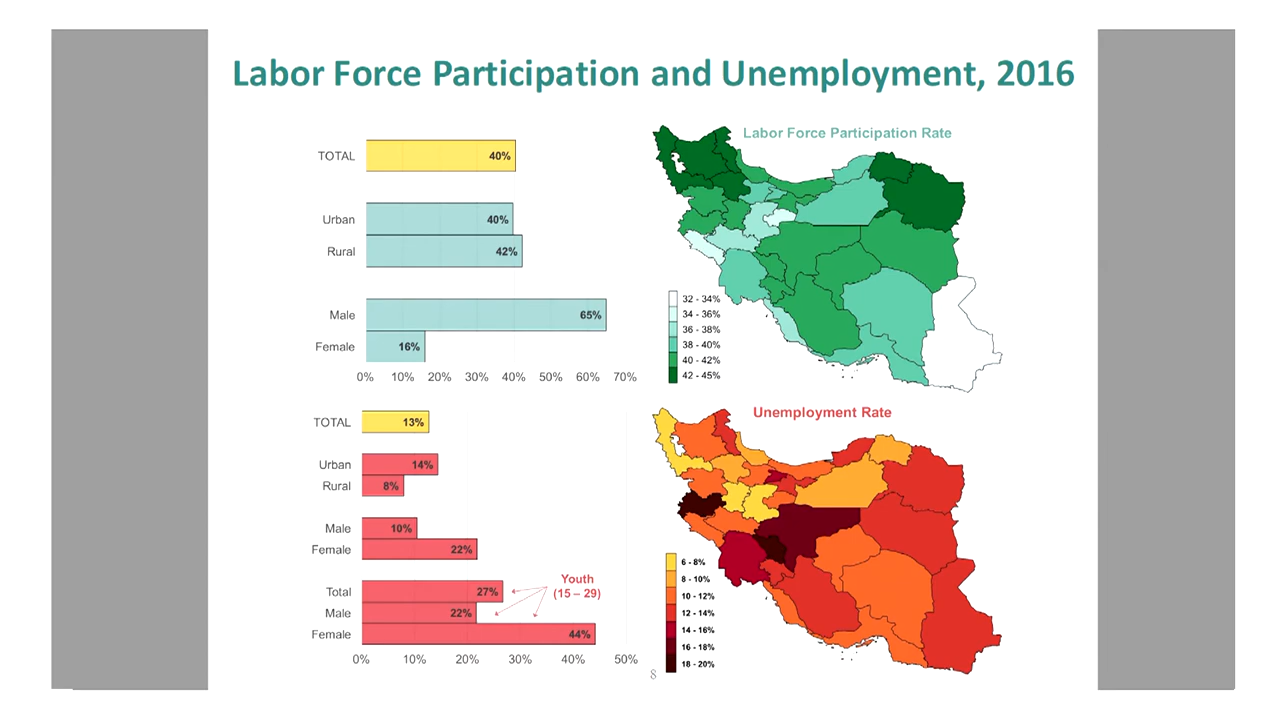 Labor Force Participation and Unemployment, 2016
Labor Force Participation Rate
TOTAL
40%
Urban
40%
Rural
42%
Male
65%
Female
16%
0% 10% 20% 30% 40% 50% 60% 70%
32 - 34%
34 - 36%
36 - 38%
38 - 40%
40 - 42%
42 - 45%
Unemployment Rate
TOTAL
13%
Urban
14%
Rural
8%
Male
10%
Female
22%
Total
27%
Male
22%
Female
44%
Youth
(15 – 29)
0% 10% 20% 30% 40% 50%
6 - 8%
8 - 10%
10 - 12%
12 - 14%
14 - 16%
16 - 18%
18 - 20%
8